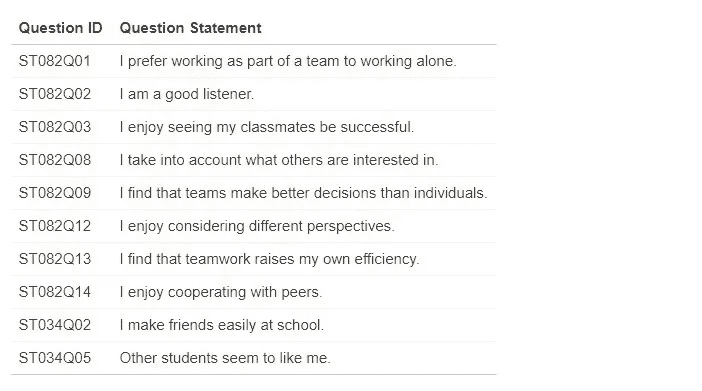 Question ID Question Statement
ST082Q01 I prefer working as part of a team to working alone.
ST082Q02 I am a good listener.
ST082Q03 I enjoy seeing my classmates be successful.
ST082Q08 I take into account what others are interested in.
ST082Q09 I find that teams make better decisions than individuals.
ST082Q12 I enjoy considering different perspectives.
ST082Q13 I find that teamwork raises my own efficiency.
ST082Q14 I enjoy cooperating with peers.
ST034Q02 I make friends easily at school.
ST034Q05 Other students seem to like me.